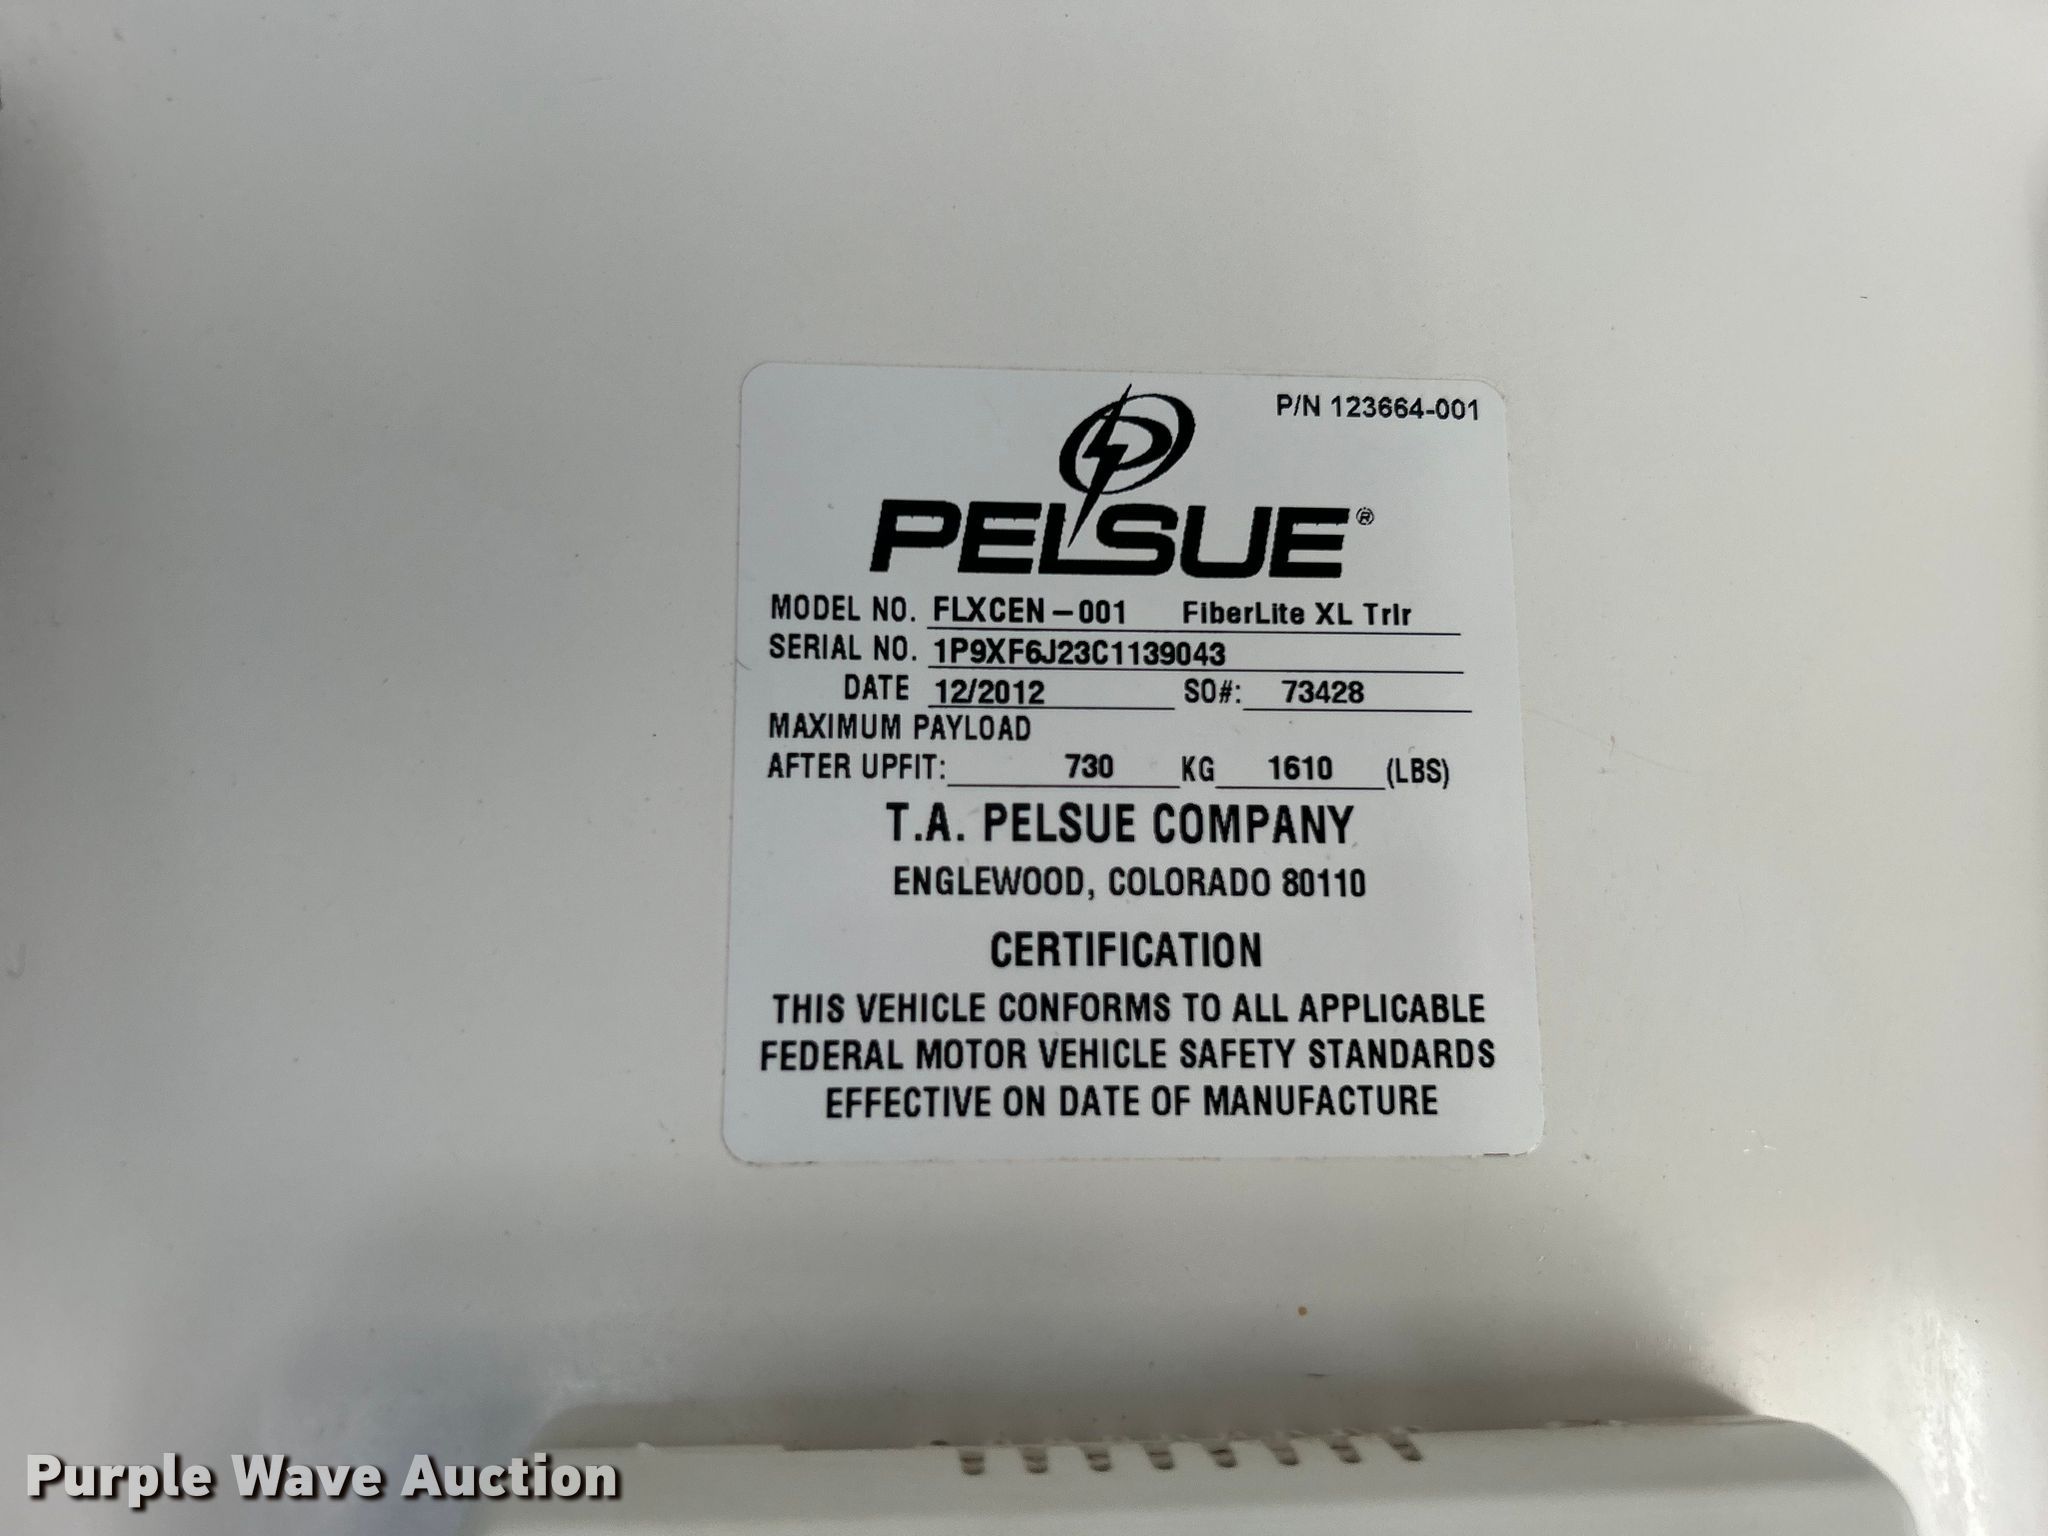 P/N 123664-001
PELSUE®
MODEL NO. FLXCEN-001 FiberLite XL Trlr
SERIAL NO. 1P9XF6J23C1139043
DATE 12/2012 SO#: 73428
MAXIMUM PAYLOAD
AFTER UPFIT: 730 KG 1610 (LBS)
T.A. PELSUE COMPANY
ENGLEWOOD, COLORADO 80110
CERTIFICATION
THIS VEHICLE CONFORMS TO ALL APPLICABLE
FEDERAL MOTOR VEHICLE SAFETY STANDARDS
EFFECTIVE ON DATE OF MANUFACTURE
Purple Wave Auction